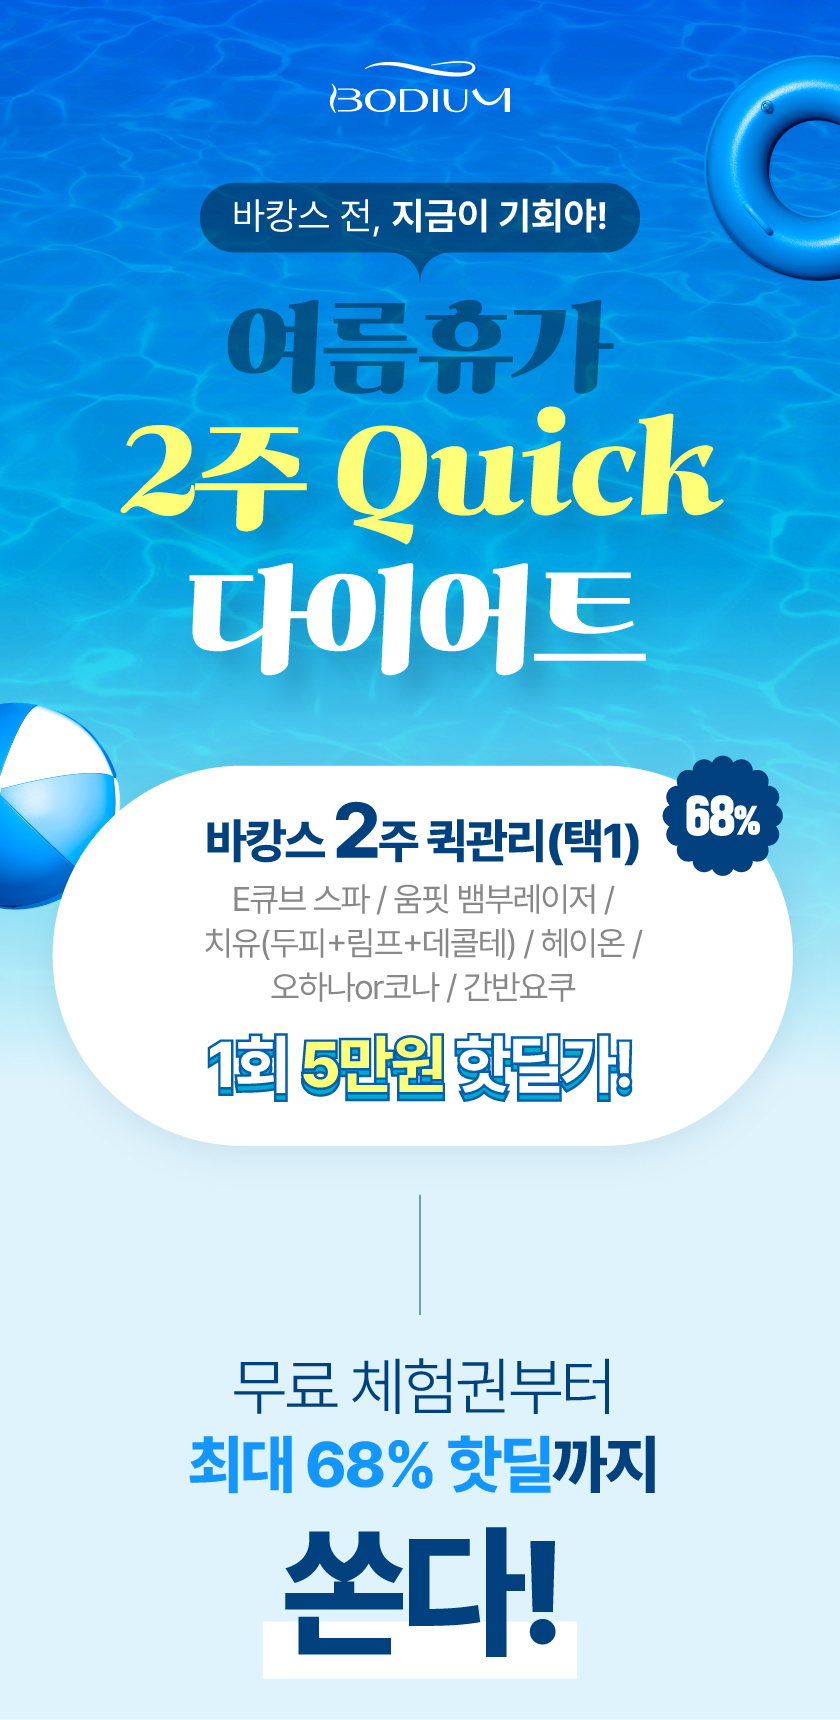 BODIUM
바캉스 전, 지금이 기회야!
여름휴가
2주 Quick
다이어트
68%
바캉스 2주 퀵관리(택1)
E큐브 스파 / 움핏 뱀부레이저 /
치유(두피+림프+데콜테) / 헤이온 /
오하나or코나 / 간반요쿠
1회 5만원 핫딜가!
무료 체험권부터
최대 68% 핫딜까지
쏜다!